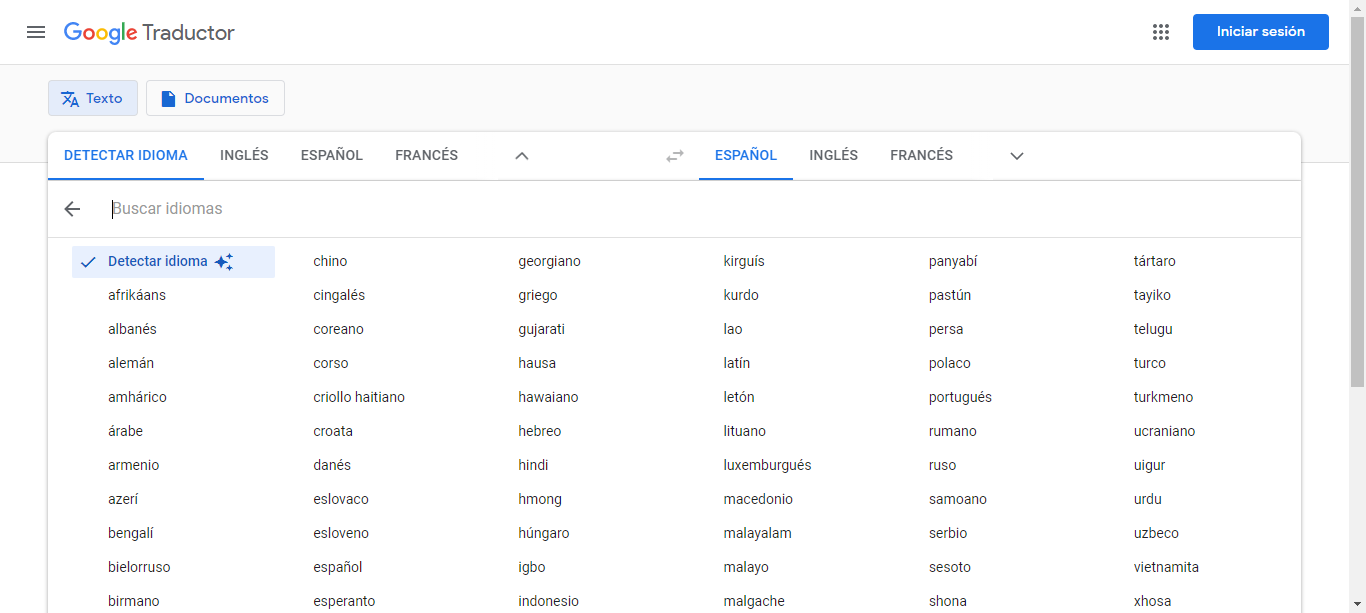 Google Traductor
Iniciar sesión
Texto
Documentos
DETECTAR IDIOMA INGLÉS ESPAÑOL FRANCÉS ESPAÑOL INGLÉS FRANCÉS
Buscar idiomas
Detectar idioma chino georgiano kirguís panyabí tártaro
afrikáans cingalés griego kurdo pastún tayiko
albanés coreano gujarati lao persa telugu
alemán corso hausa latín polaco turco
amhárico criollo haitiano hawaiano letón portugués turkmeno
árabe croata hebreo lituano rumano ucraniano
armenio danés hindi luxemburgués ruso uigur
azerí eslovaco hmong macedonio samoano urdu
bengalí esloveno húngaro malayalam serbio uzbeco
bielorruso español igbo malayo sesoto vietnamita
birmano esperanto indonesio malgache shona xhosa